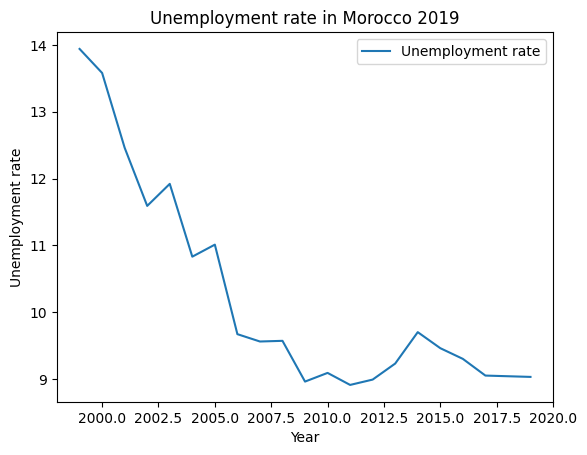 Unemployment rate in Morocco 2019
Unemployment rate
14
13
12
11
10
9
Unemployment rate
2000.0 2002.5 2005.0 2007.5 2010.0 2012.5 2015.0 2017.5 2020.0
Year